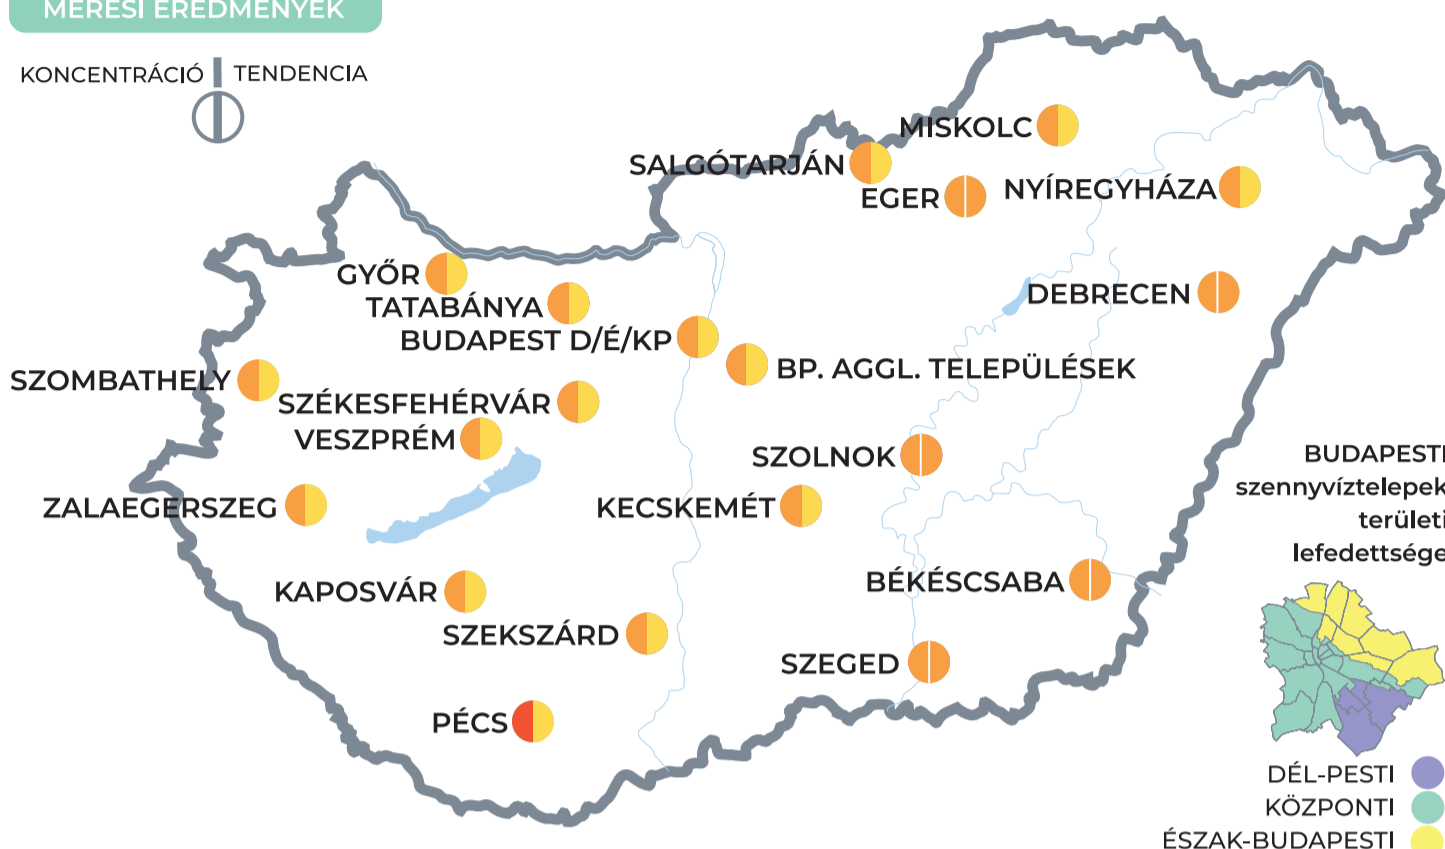 MÉRÉSI EREDMÉNYEK
KONCENTRÁCIÓ TENDENCIA
MISKOLC
SALGÓTARJÁN
EGER
NYÍREGYHÁZA
GYŐR
TATABÁNYA
DEBRECEN
BUDAPEST D/É/KP
BP. AGGL. TELEPÜLÉSEK
SZOMBATHELY
SZÉKESFEHÉRVÁR
VESZPRÉM
SZOLNOK
ZALAEGERSZEG
KECSKEMÉT
BÉKÉSCSABA
KAPOSVÁR
SZEKSZÁRD
SZEGED
PÉCS
BUDAPESTI
szennyvíztelepek
területi
lefedettsége
DÉL-PESTI
KÖZPONTI
ÉSZAK-BUDAPESTI